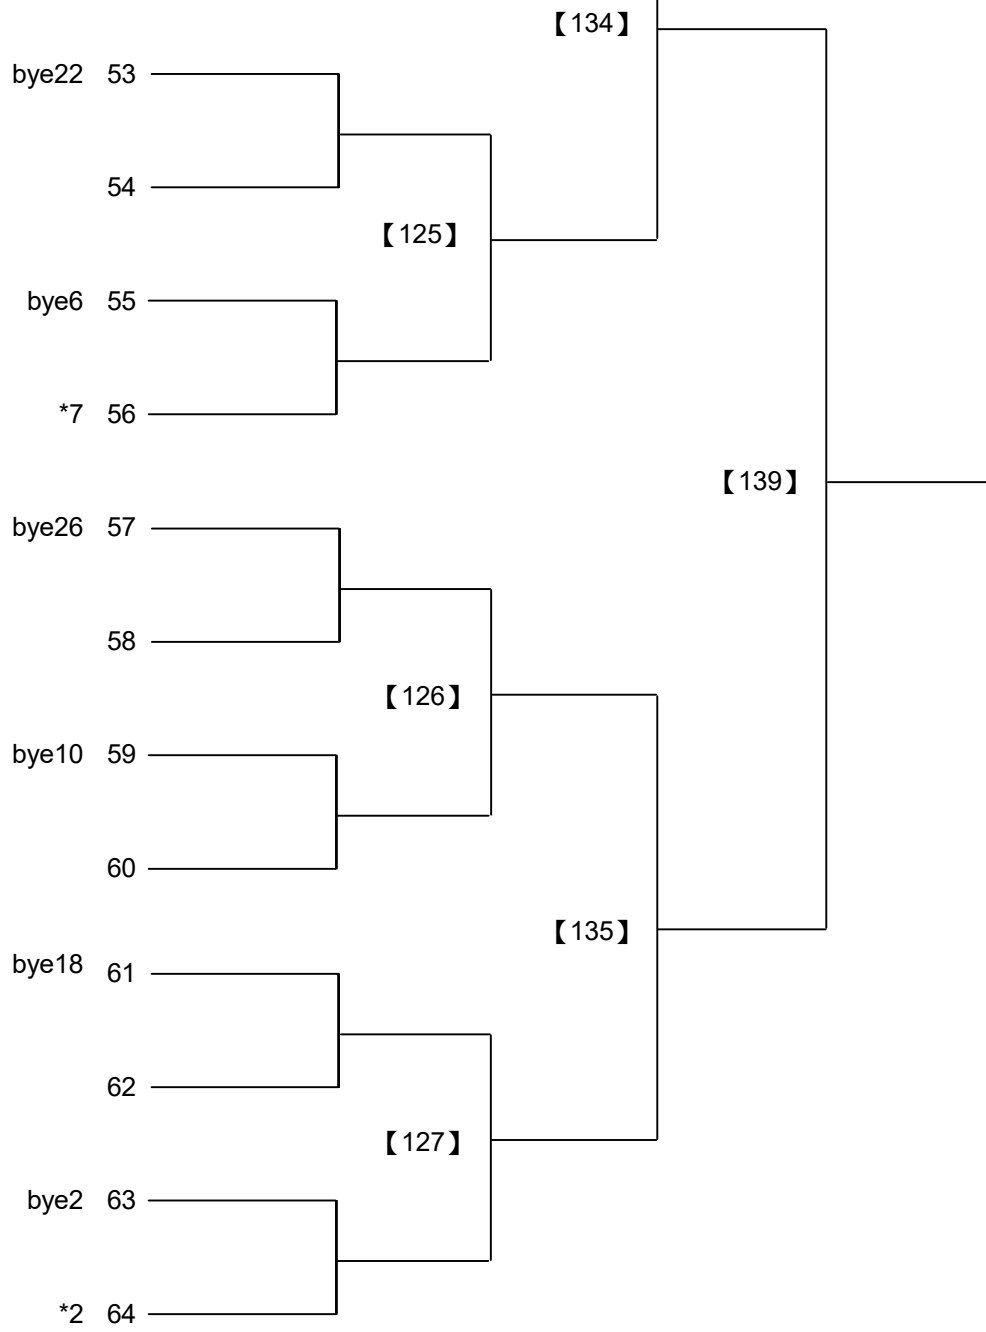 【134】
bye22 53
54
【125】
bye6 55
*7 56
【139】
bye26 57
58
【126】
bye10 59
60
【135】
bye18 61
62
【127】
bye2 63
*2 64